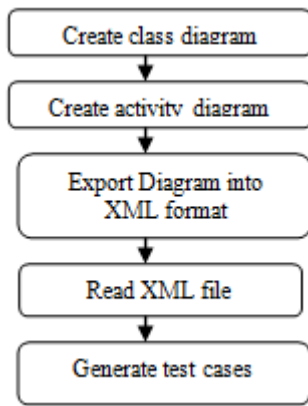 Create class diagram
Create activity diagram
Export Diagram into
XML format
Read XML file
Generate test cases